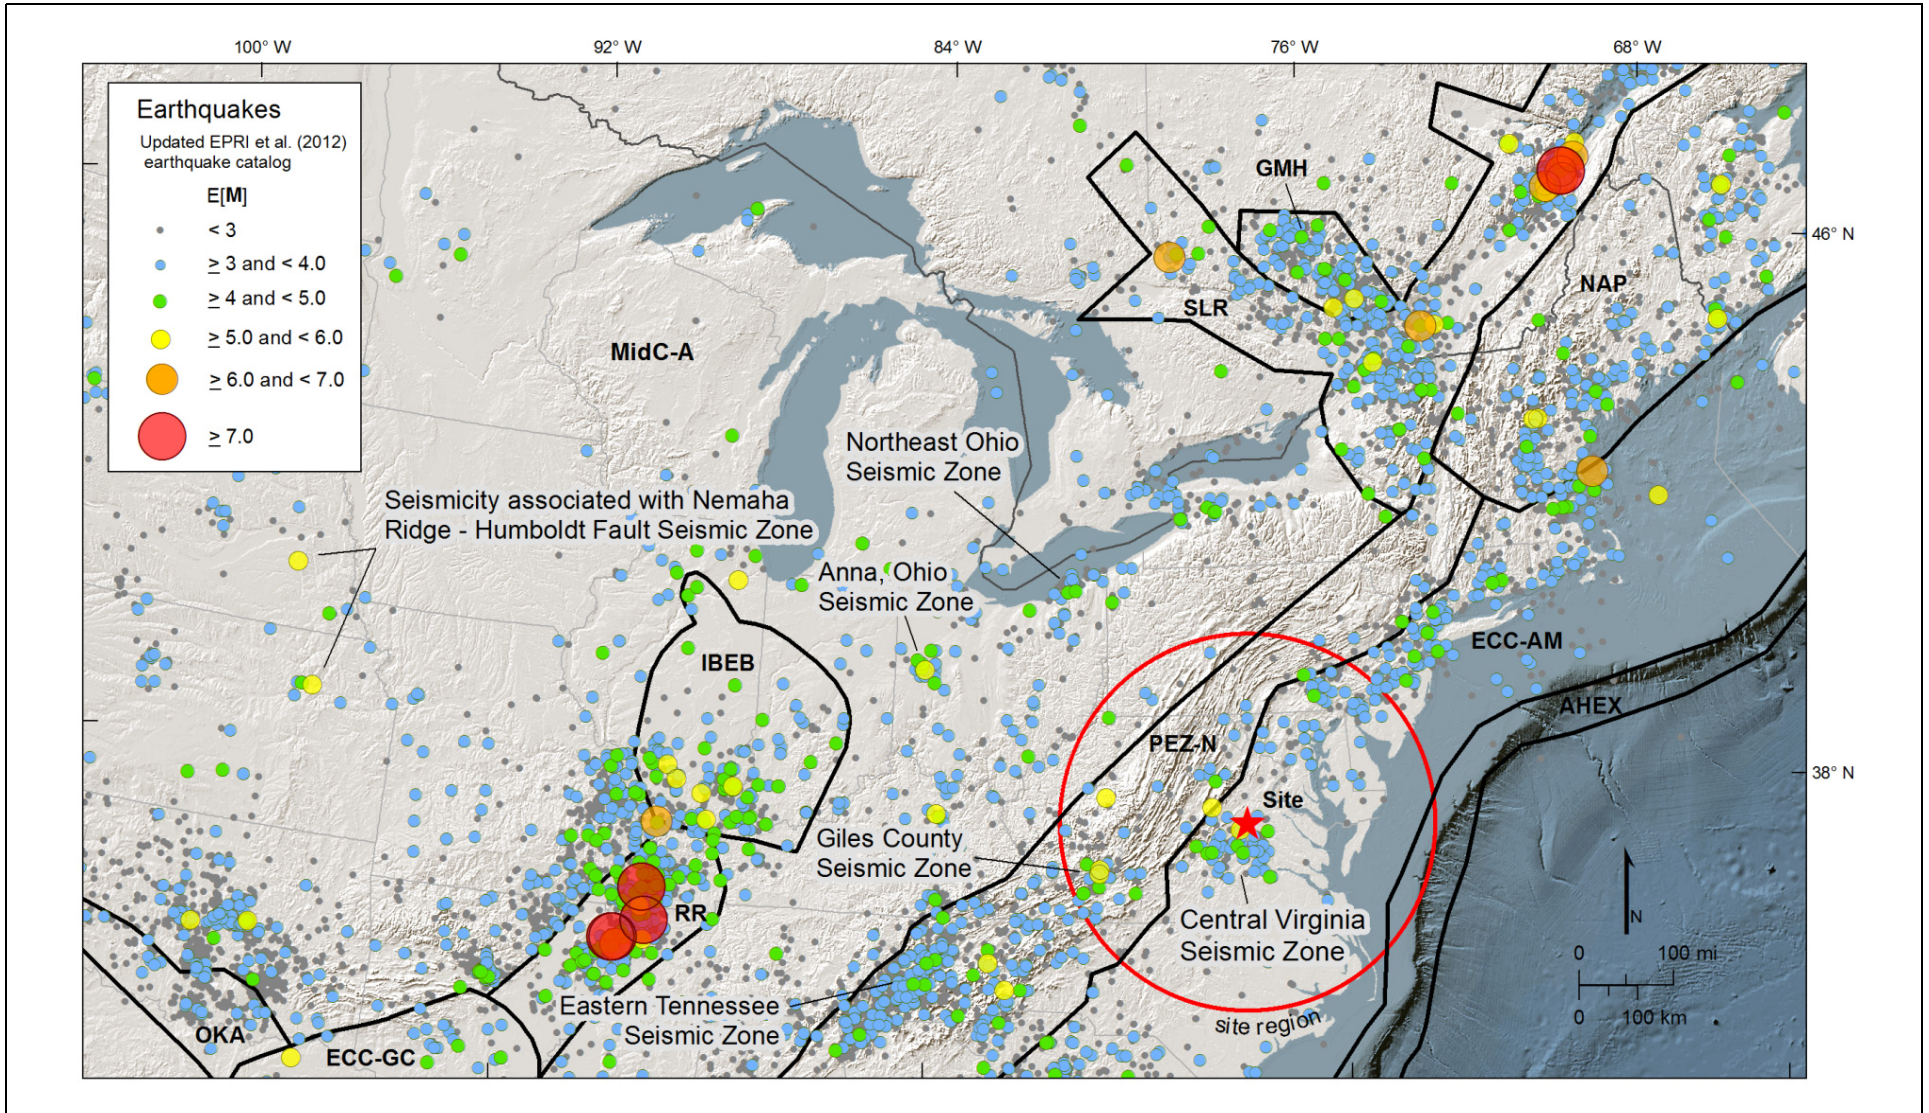 100° W
92° W
84° W
76° W
68° W
Earthquakes
Updated EPRI et al. (2012)
earthquake catalog
E[M]
< 3
≥ 3 and < 4.0
≥ 4 and < 5.0
≥ 5.0 and < 6.0
≥ 6.0 and < 7.0
≥ 7.0
GMH
46° N
NAP
SLR
MidC-A
Northeast Ohio
Seismic Zone
Seismicity associated with Nemaha
Ridge - Humboldt Fault Seismic Zone
Anna, Ohio
Seismic Zone
ECC-AM
IBEB
AHEX
PEZ-N
38° N
Site
Giles County
Seismic Zone
RR
Central Virginia
Seismic Zone
N
0 100 mi
0 100 km
Eastern Tennessee
Seismic Zone
site region
OKA
ECC-GC